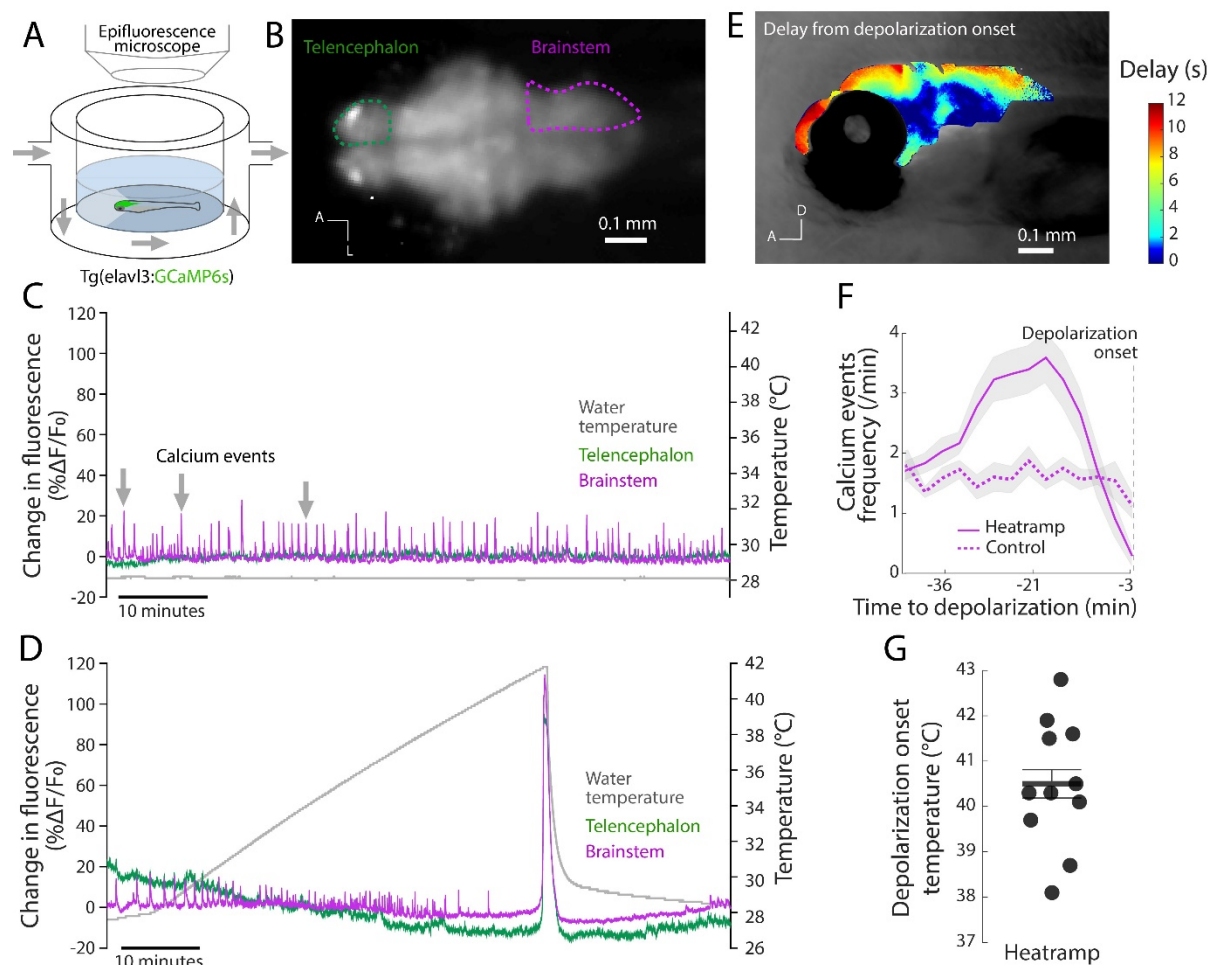 A
Epifluorescence
microscope
Tg(elavl3:GCaMP6s)
B
Telencephalon
Brainstem
A
L
0.1 mm
E
Delay from depolarization onset
D
A
0.1 mm
Delay (s)
12
10
8
6
4
2
0
C
Change in fluorescence
(%ΔF/F₀)
120
100
80
60
40
20
0
-20
Calcium events
Water
temperature
Telencephalon
Brainstem
10 minutes
42
40
38
36
34
32
30
28
Temperature (°C)
F
Calcium events
frequency (/min)
4
3
2
1
0
Depolarization
onset
Heatramp
Control
-36
-21
-3
Time to depolarization (min)
D
Change in fluorescence
(%ΔF/F₀)
120
100
80
60
40
20
0
-20
Water
temperature
Telencephalon
Brainstem
10 minutes
42
40
38
36
34
32
30
28
26
Temperature (°C)
G
Depolarization onset
temperature (°C)
43
42
41
40
39
38
37
Heatramp